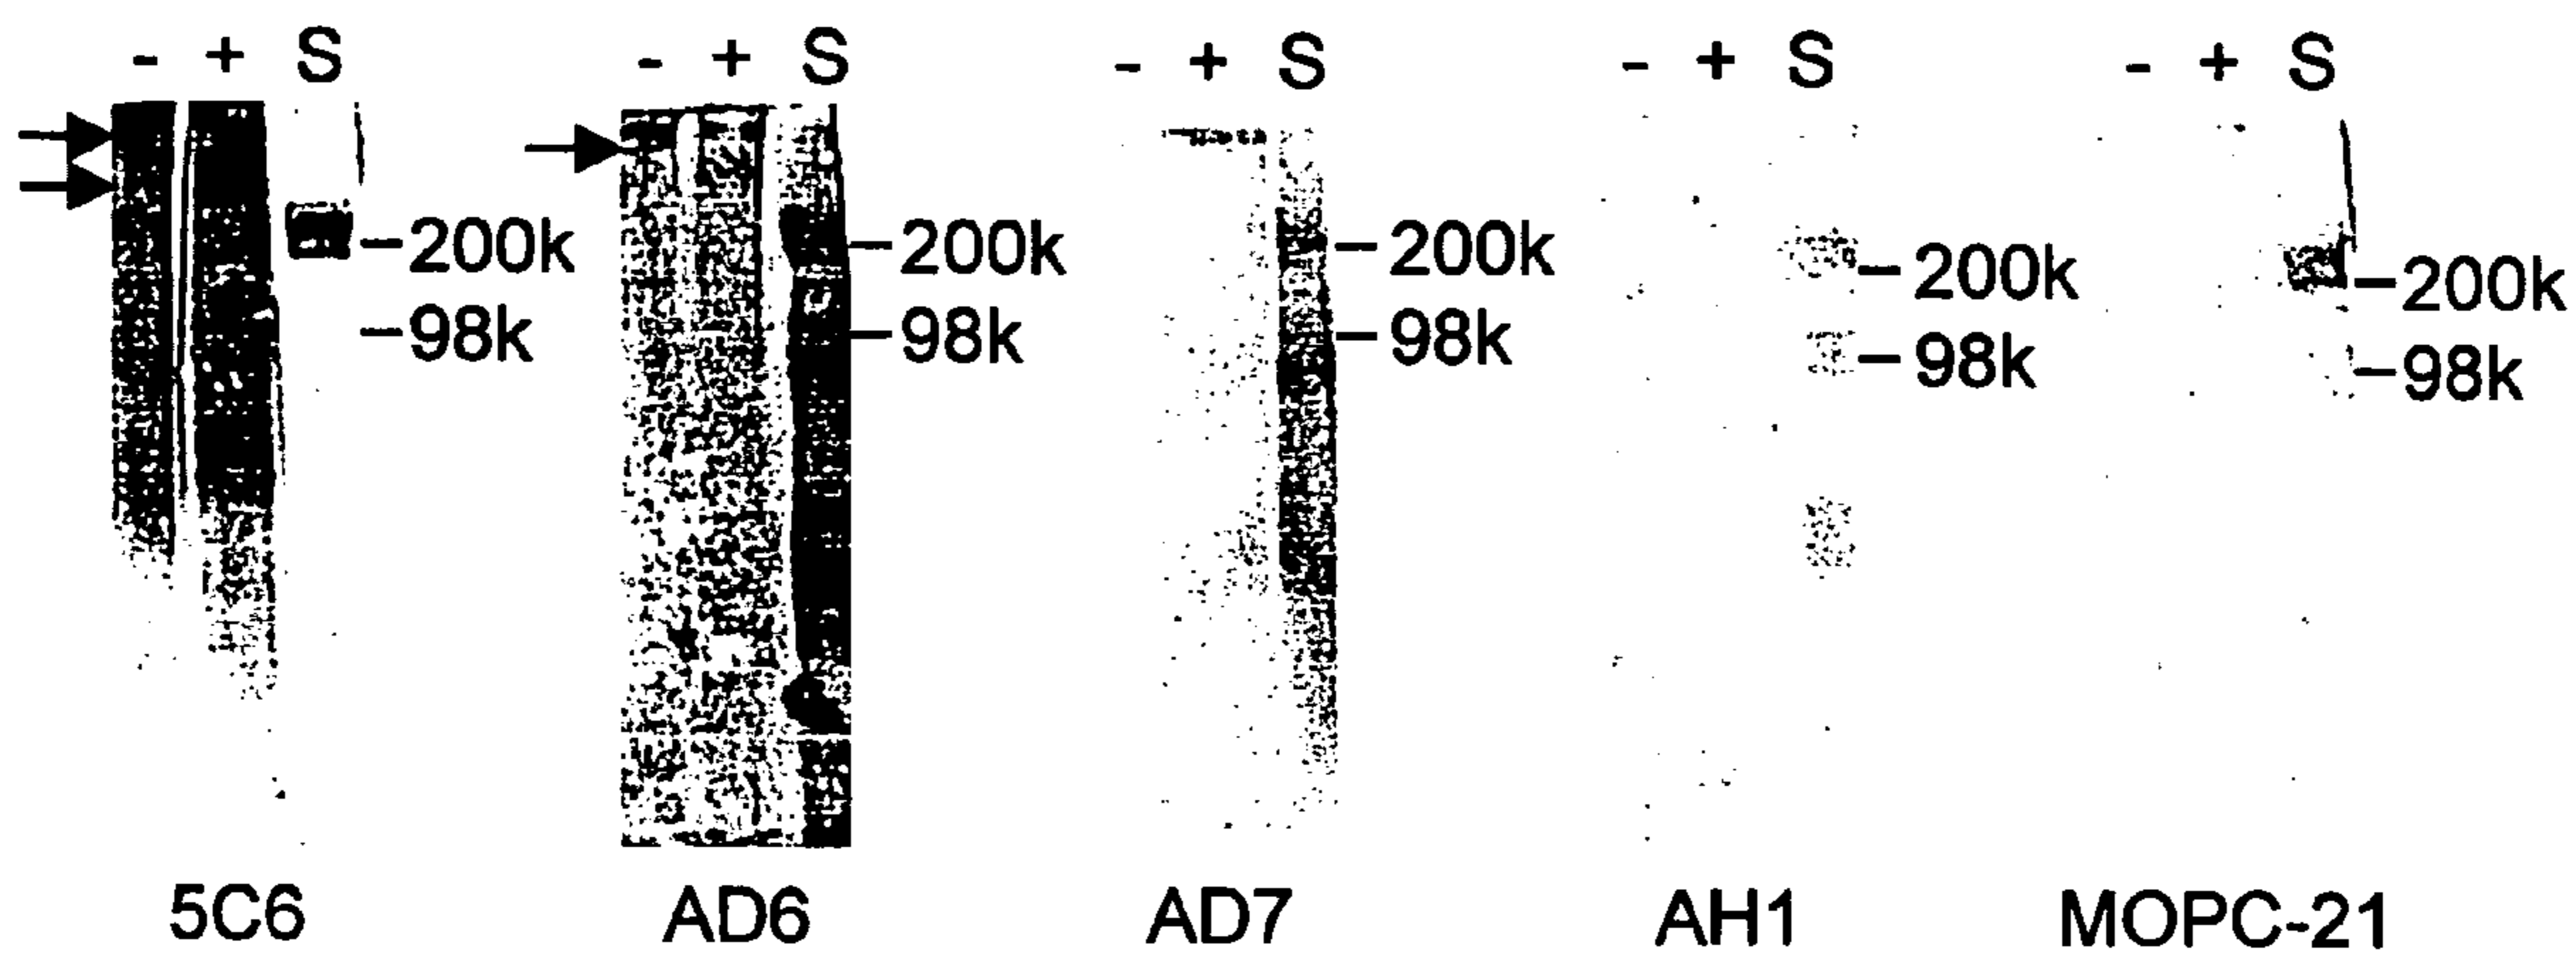 - + S - + S - + S - + S - + S
-200k -200k -200k -200k -200k
-98k -98k -98k -98k -98k
5C6 AD6 AD7 AH1 MOPC-21